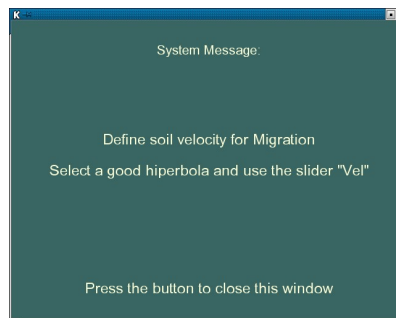 System Message:
Define soil velocity for Migration
Select a good hiperbola and use the slider "Vel"
Press the button to close this window